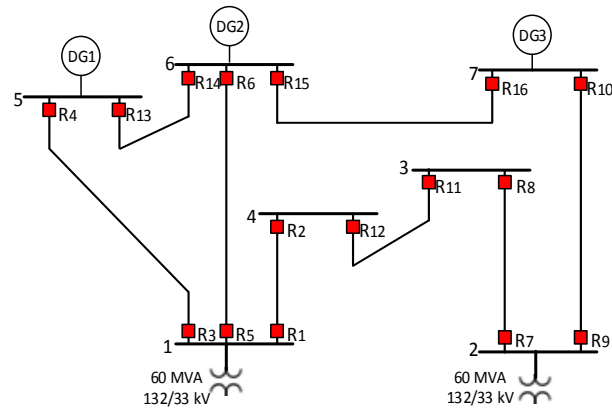 DG2
DG1
DG3
6
R14
R6
R15
7
R16
R10
5
R4
R13
3
R11
R8
4
R2
R12
1
R3
R5
R1
2
R7
R9
60 MVA
132/33 kV
60 MVA
132/33 kV